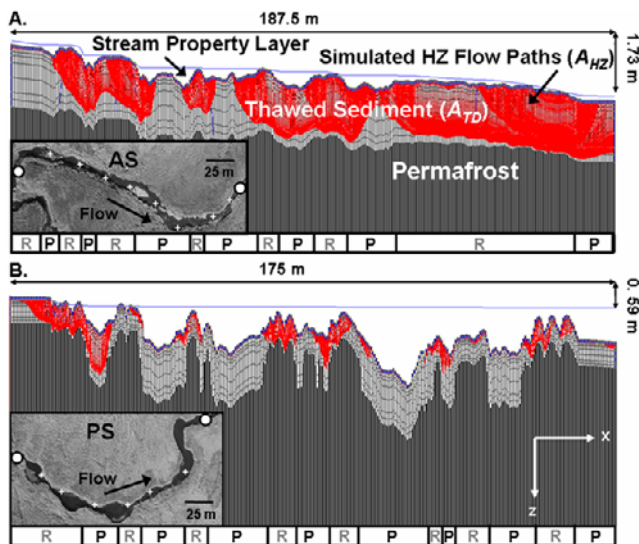 A.
187.5 m
1.73 m
Stream Property Layer
Simulated HZ Flow Paths (A_HZ)
Thawed Sediment (A_TD)
Permafrost
AS
25 m
Flow
R P R P R P R P R P R P R P
B.
175 m
0.59 m
PS
Flow
25 m
x
z
R P R P R P R P R P R P R P R P